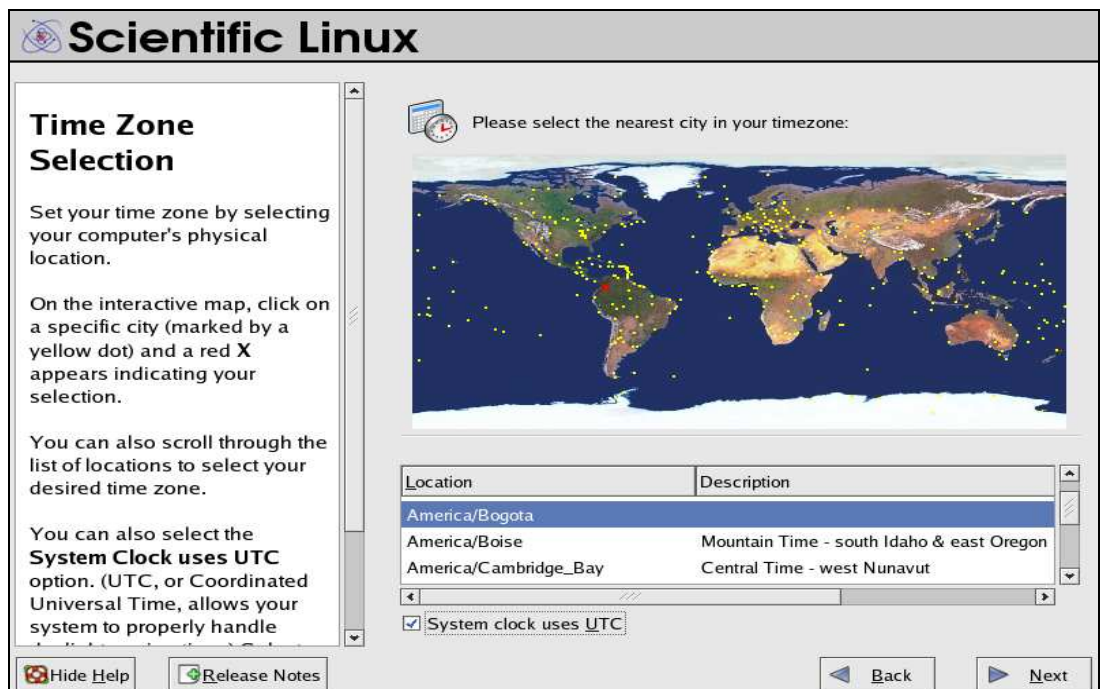 Scientific Linux
Time Zone
Selection
Set your time zone by selecting
your computer's physical
location.
On the interactive map, click on
a specific city (marked by a
yellow dot) and a red X
appears indicating your
selection.
You can also scroll through the
list of locations to select your
desired time zone.
You can also select the
System Clock uses UTC
option. (UTC, or Coordinated
Universal Time, allows your
system to properly handle
Please select the nearest city in your timezone:
Location Description
America/Bogota
America/Boise Mountain Time - south Idaho & east Oregon
America/Cambridge_Bay Central Time - west Nunavut
System clock uses UTC
Hide Help Release Notes Back Next